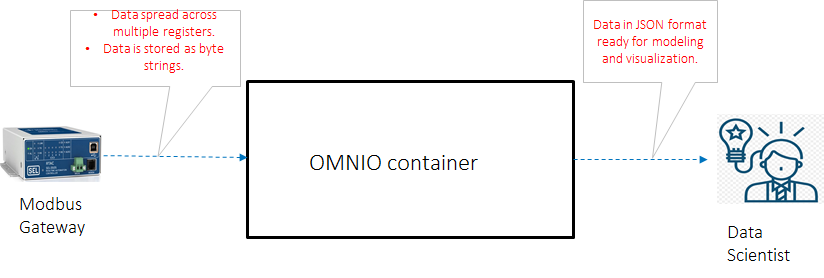 • Data spread across
multiple registers.
• Data is stored as byte
strings.
Data in JSON format
ready for modeling
and visualization.
OMNIO container
SEL
Modbus
Gateway
Data
Scientist